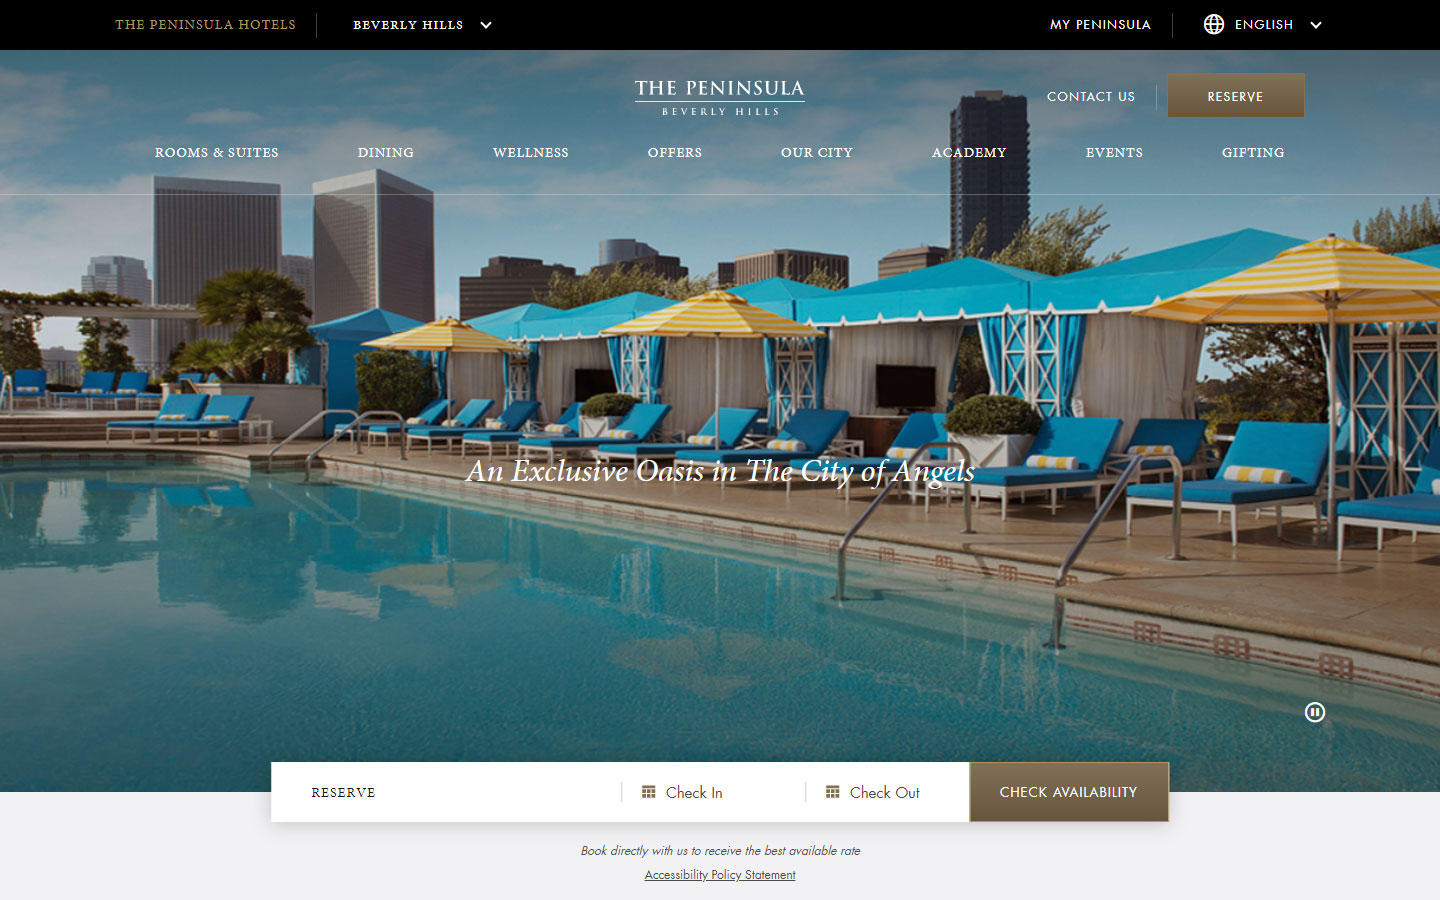 THE PENINSULA HOTELS
BEVERLY HILLS
MY PENINSULA
ENGLISH
THE PENINSULA
BEVERLY HILLS
CONTACT US
RESERVE
ROOMS & SUITES
DINING
WELLNESS
OFFERS
OUR CITY
ACADEMY
EVENTS
GIFTING
An Exclusive Oasis in The City of Angels
RESERVE
Check In
Check Out
CHECK AVAILABILITY
Book directly with us to receive the best available rate
Accessibility Policy Statement